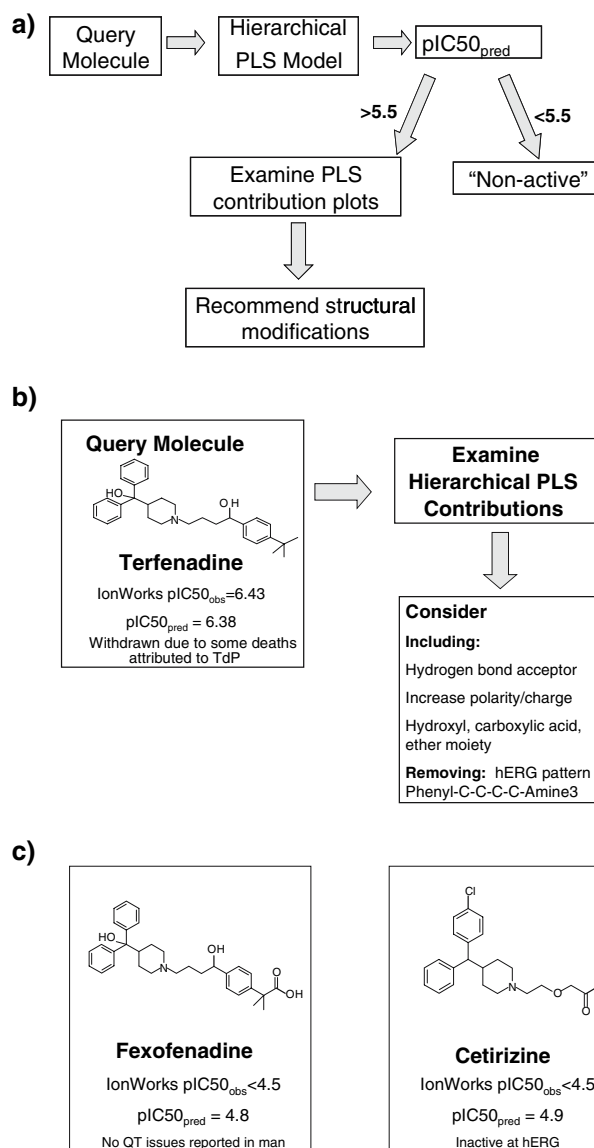 a)
Query
Molecule
Hierarchical
PLS Model
pIC50pred
>5.5
<5.5
Examine PLS
contribution plots
"Non-active"
Recommend structural
modifications
b)
Query Molecule
HO
OH
N
Terfenadine
IonWorks pIC50obs=6.43
pIC50pred = 6.38
Withdrawn due to some deaths
attributed to TdP
Examine
Hierarchical PLS
Contributions
Consider
Including:
Hydrogen bond acceptor
Increase polarity/charge
Hydroxyl, carboxylic acid,
ether moiety
Removing: hERG pattern
Phenyl-C-C-C-C-Amine3
c)
HO
OH
N
O
OH
Fexofenadine
IonWorks pIC50obs<4.5
pIC50pred = 4.8
No QT issues reported in man
Cl
N
O
O
Cetirizine
IonWorks pIC50obs<4.5
pIC50pred = 4.9
Inactive at hERG